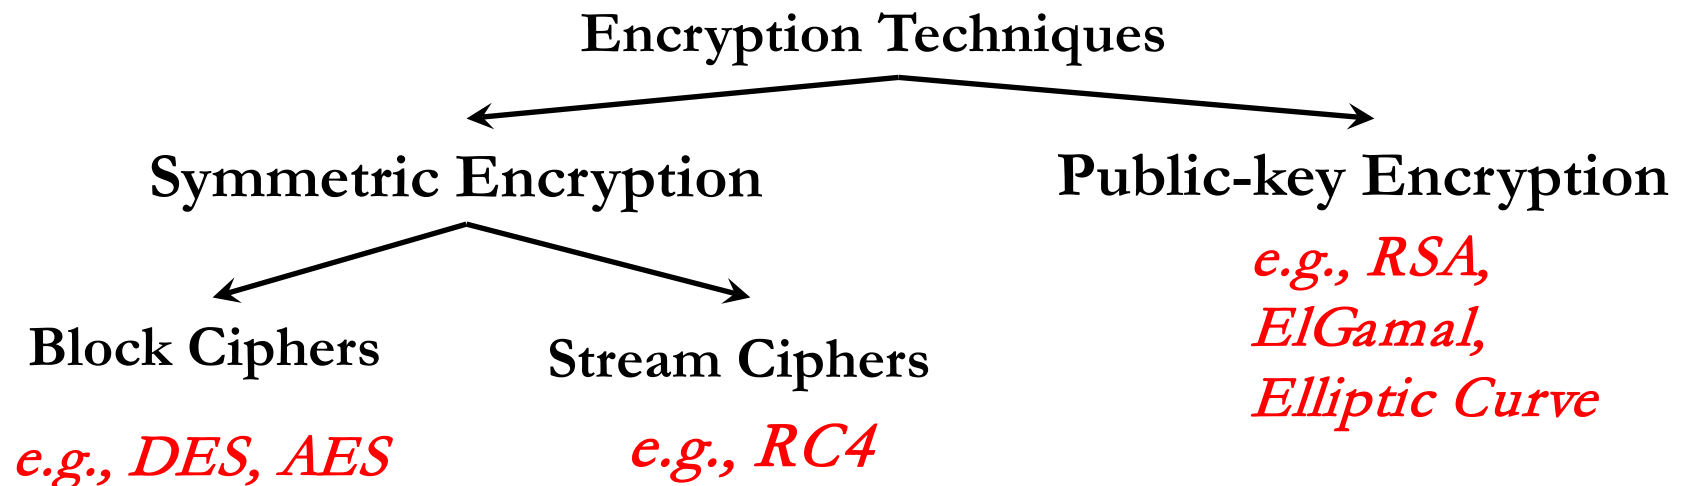 Encryption Techniques
Symmetric Encryption
Public-key Encryption
e.g., RSA,
ElGamal,
Elliptic Curve
Block Ciphers
e.g., DES, AES
Stream Ciphers
e.g., RC4